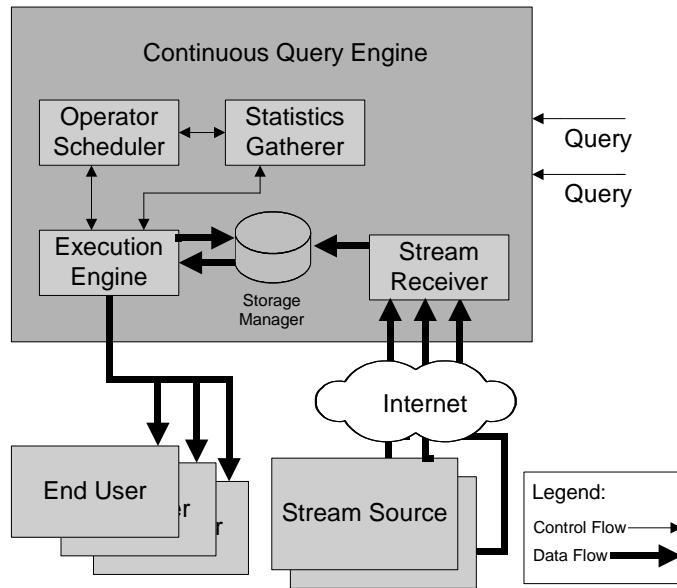 Continuous Query Engine
Operator
Scheduler
Statistics
Gatherer
Query
Query
Execution
Engine
Storage
Manager
Stream
Receiver
Internet
End User
Stream Source
Legend:
Control Flow
Data Flow